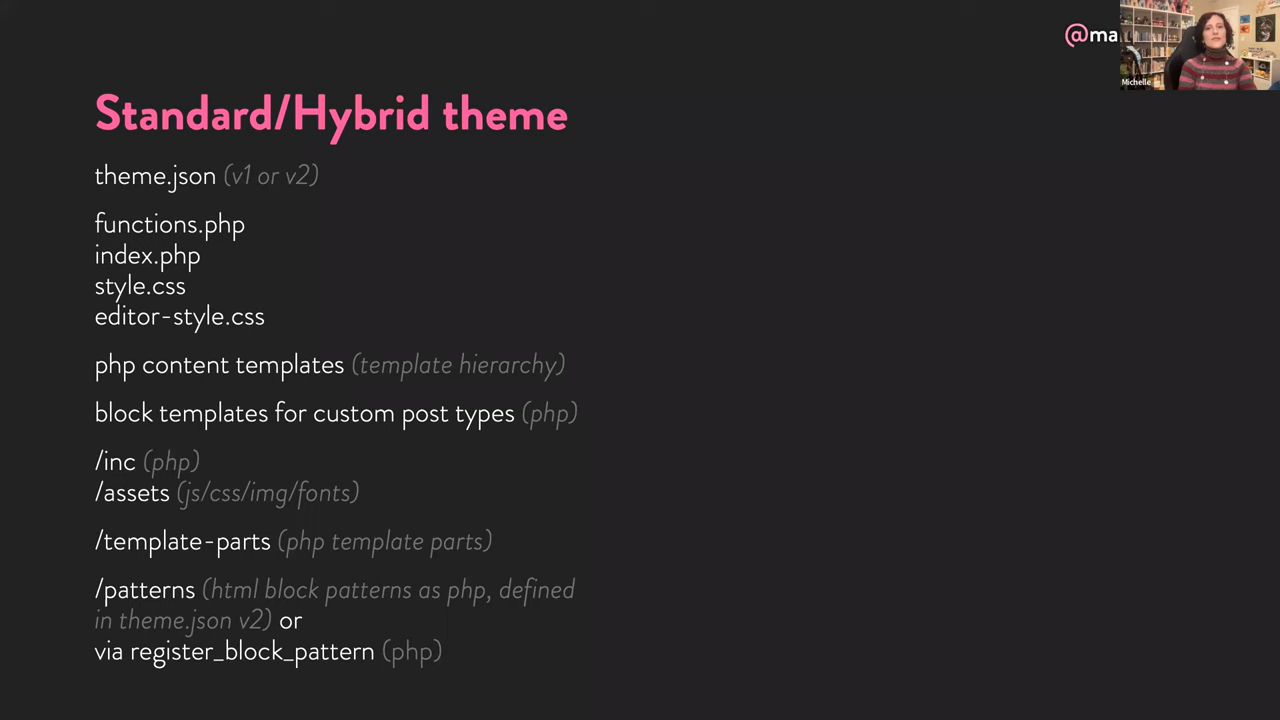 @ma
Michelle
Standard/Hybrid theme
theme.json (v1 or v2)
functions.php
index.php
style.css
editor-style.css
php content templates (template hierarchy)
block templates for custom post types (php)
/inc (php)
/assets (js/css/img/fonts)
/template-parts (php template parts)
/patterns (html block patterns as php, defined
in theme.json v2) or
via register_block_pattern (php)